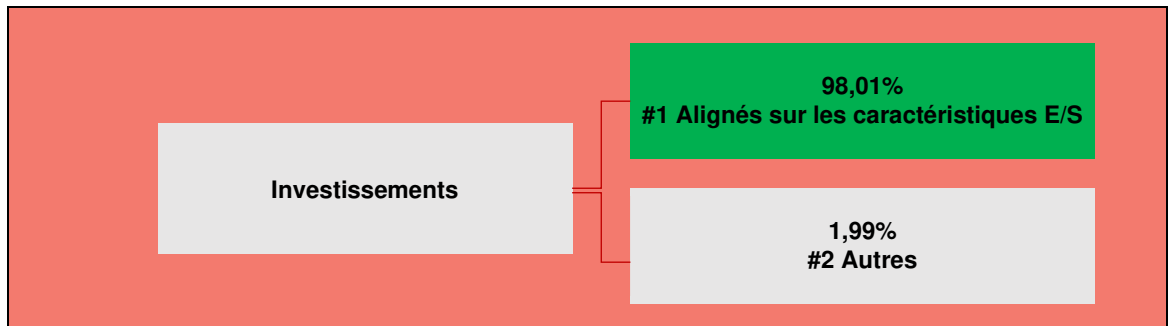 98,01%
#1 Alignés sur les caractéristiques E/S
Investissements
1,99%
#2 Autres